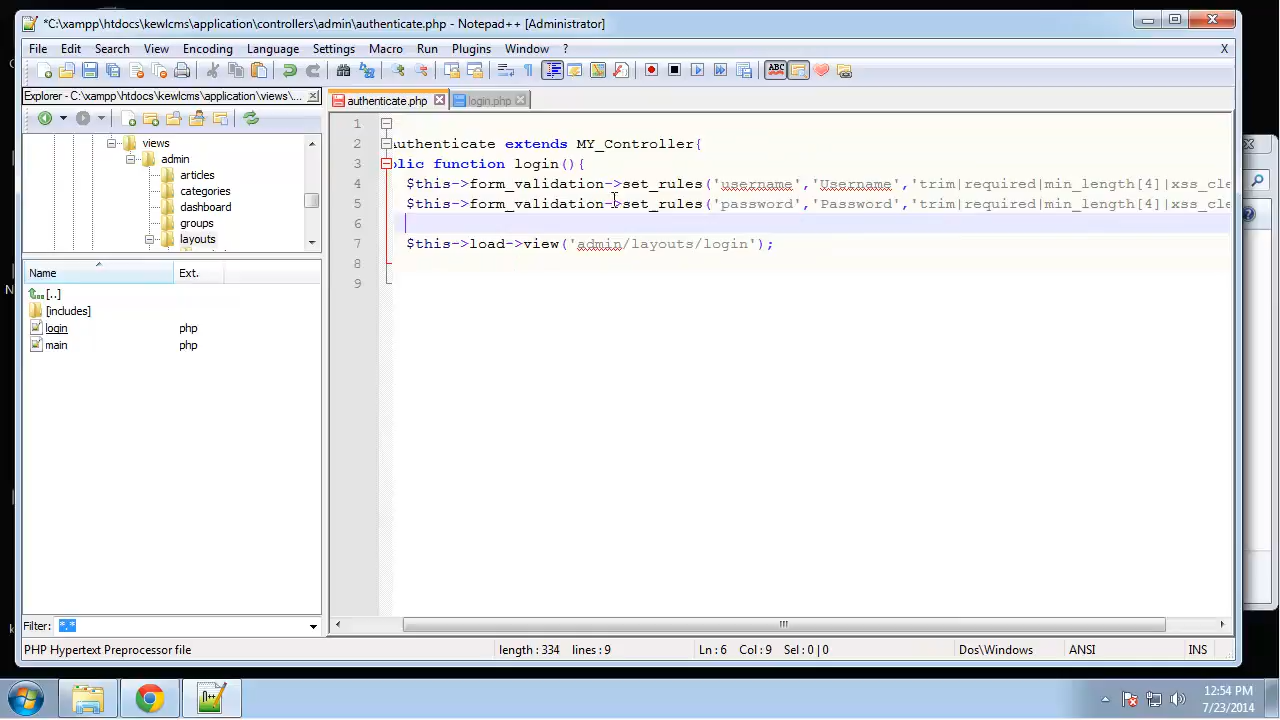 *C:\xampp\htdocs\kewlcms\application\controllers\admin\authenticate.php - Notepad++ [Administrator]
File Edit Search View Encoding Language Settings Macro Run Plugins Window ? X
ABC
Explorer - C:\xampp\htdocs\kewlcms\application\views\...
authenticate.php login.php
views
admin
articles
categories
dashboard
groups
layouts
Name Ext.
[..]
[includes]
login php
main php
Filter: *.*
1
2 Authenticate extends MY_Controller{
3 blic function login(){
4 $this->form_validation->set_rules('username','Username','trim|required|min_length[4]|xss_cle
5 $this->form_validation->set_rules('password','Password','trim|required|min_length[4]|xss_cle
6
7 $this->load->view('admin/layouts/login');
8
9
PHP Hypertext Preprocessor file length : 334 lines : 9 Ln : 6 Col : 9 Sel : 0 | 0 Dos\Windows ANSI INS
12:54 PM
7/23/2014